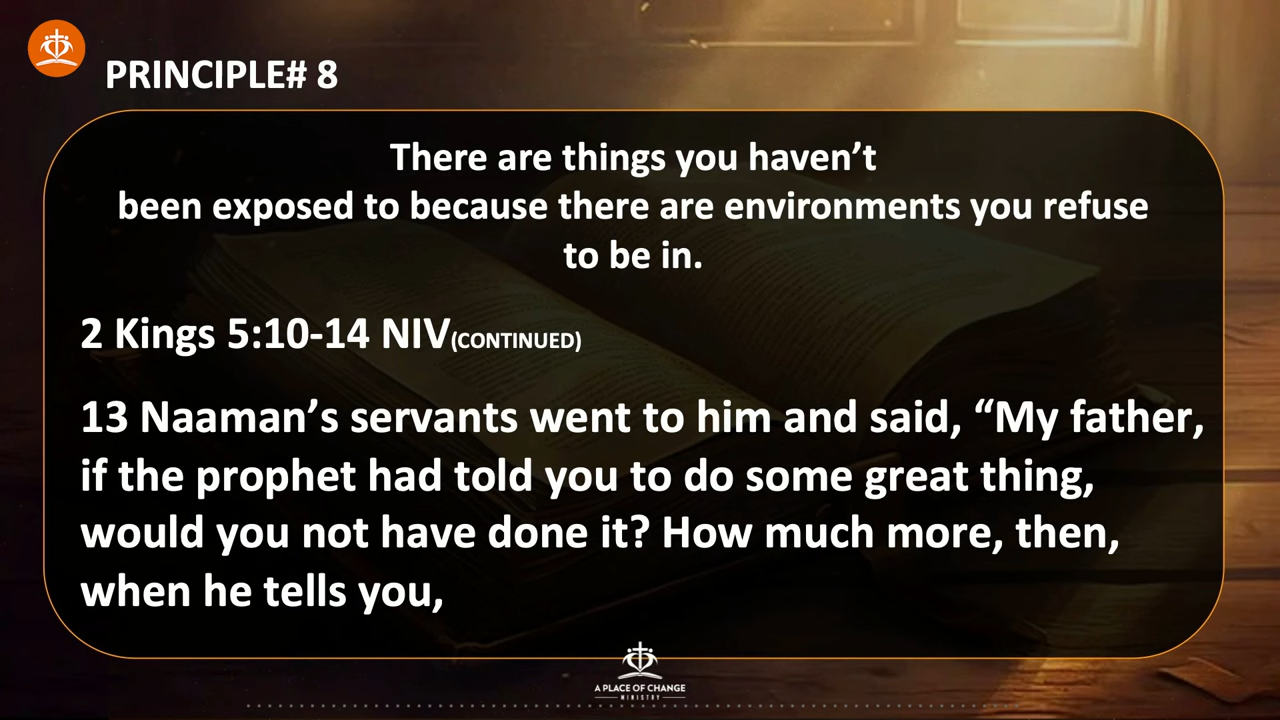 PRINCIPLE# 8
There are things you haven’t
been exposed to because there are environments you refuse
to be in.
2 Kings 5:10-14 NIV(CONTINUED)
13 Naaman’s servants went to him and said, “My father,
if the prophet had told you to do some great thing,
would you not have done it? How much more, then,
when he tells you,
A PLACE OF CHANGE
MINISTRY